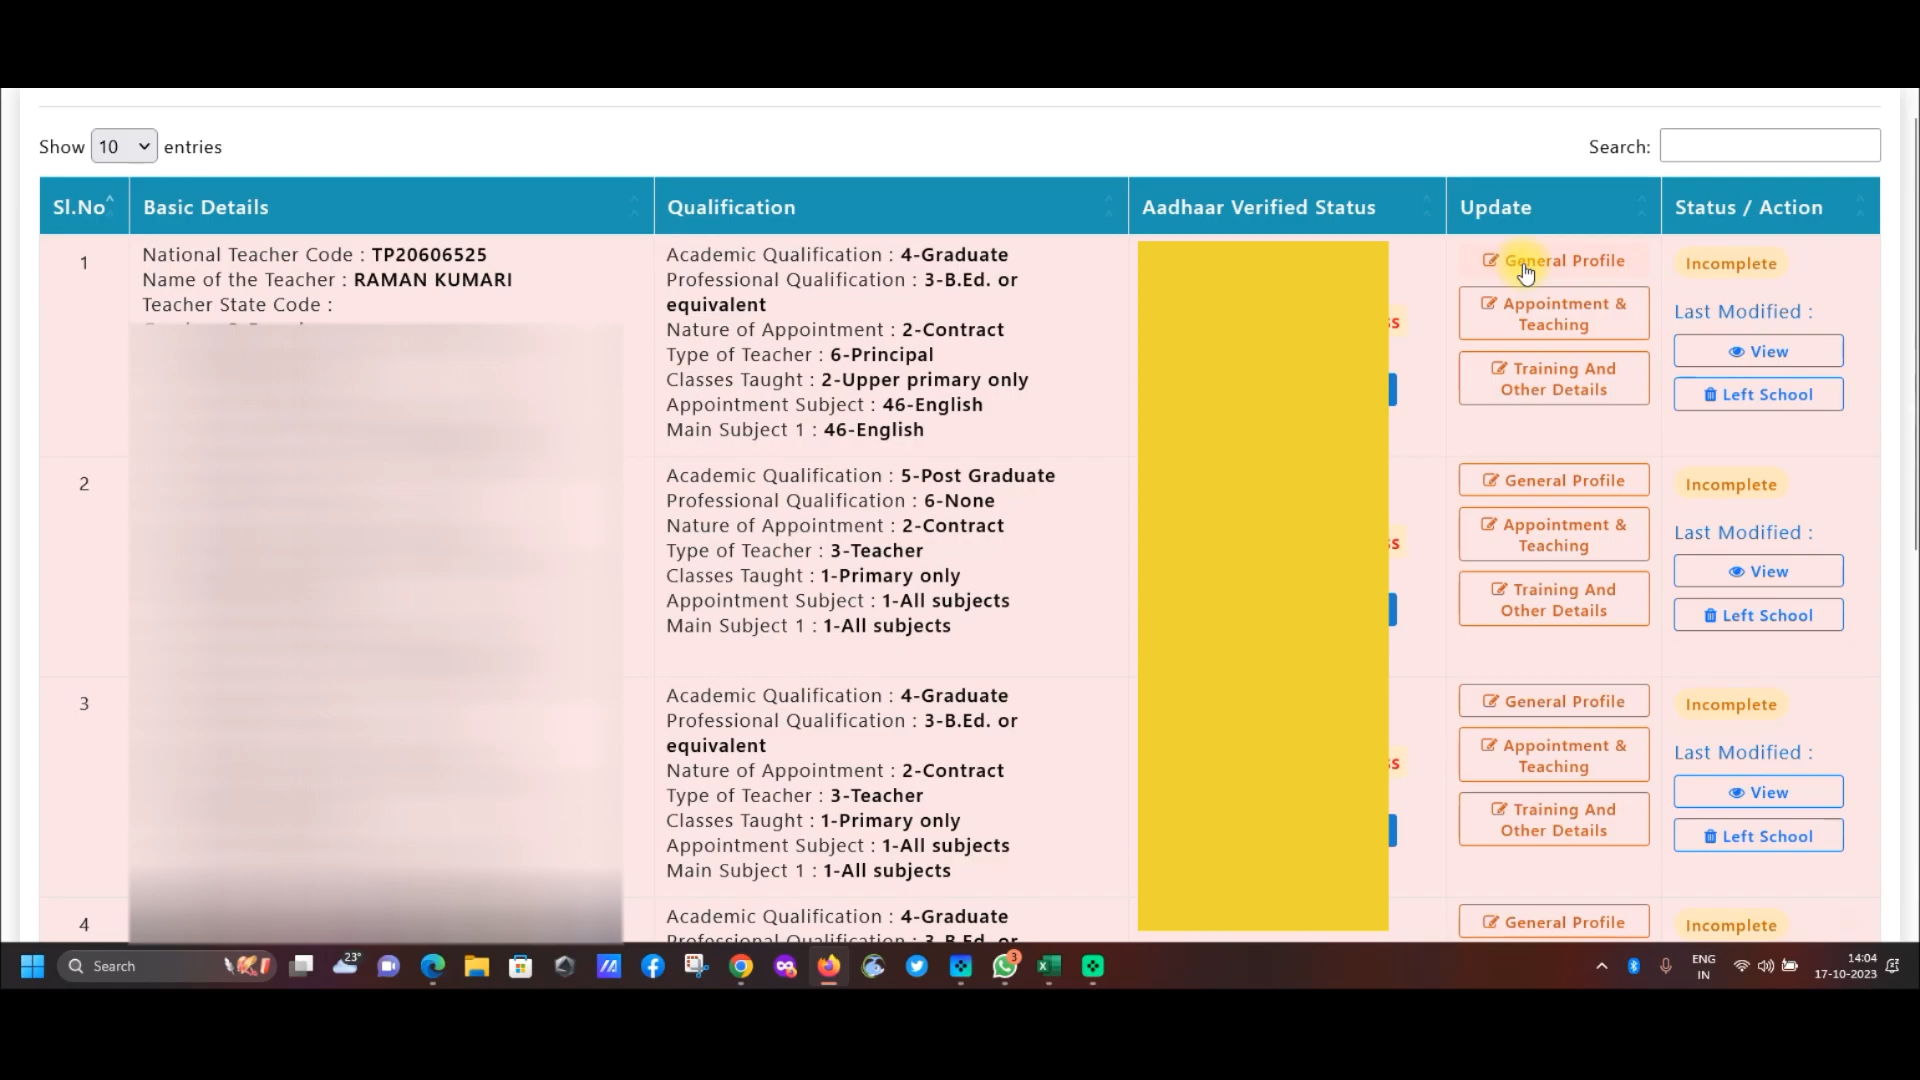 Show 10 entries
Search:
Sl.No Basic Details Qualification Aadhaar Verified Status Update Status / Action
1
National Teacher Code : TP20606525
Name of the Teacher : RAMAN KUMARI
Teacher State Code :
Academic Qualification : 4-Graduate
Professional Qualification : 3-B.Ed. or
equivalent
Nature of Appointment : 2-Contract
Type of Teacher : 6-Principal
Classes Taught : 2-Upper primary only
Appointment Subject : 46-English
Main Subject 1 : 46-English
General Profile
Appointment &
Teaching
Training And
Other Details
Incomplete
Last Modified :
View
Left School
2
Academic Qualification : 5-Post Graduate
Professional Qualification : 6-None
Nature of Appointment : 2-Contract
Type of Teacher : 3-Teacher
Classes Taught : 1-Primary only
Appointment Subject : 1-All subjects
Main Subject 1 : 1-All subjects
General Profile
Appointment &
Teaching
Training And
Other Details
Incomplete
Last Modified :
View
Left School
3
Academic Qualification : 4-Graduate
Professional Qualification : 3-B.Ed. or
equivalent
Nature of Appointment : 2-Contract
Type of Teacher : 3-Teacher
Classes Taught : 1-Primary only
Appointment Subject : 1-All subjects
Main Subject 1 : 1-All subjects
General Profile
Appointment &
Teaching
Training And
Other Details
Incomplete
Last Modified :
View
Left School
4
Academic Qualification : 4-Graduate
Professional Qualification : 3-B.Ed. or
General Profile
Incomplete
Search
23°
3
ENG
IN
14:04
17-10-2023